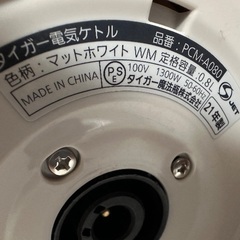 タイガー電気ケトル 品番：PCM-A080
色柄：マットホワイト WM 定格容量:0.8L
100V 1300W 50-60Hz
MADE IN CHINA
PS
E
タイガー魔法瓶株式会社
21年製
JET